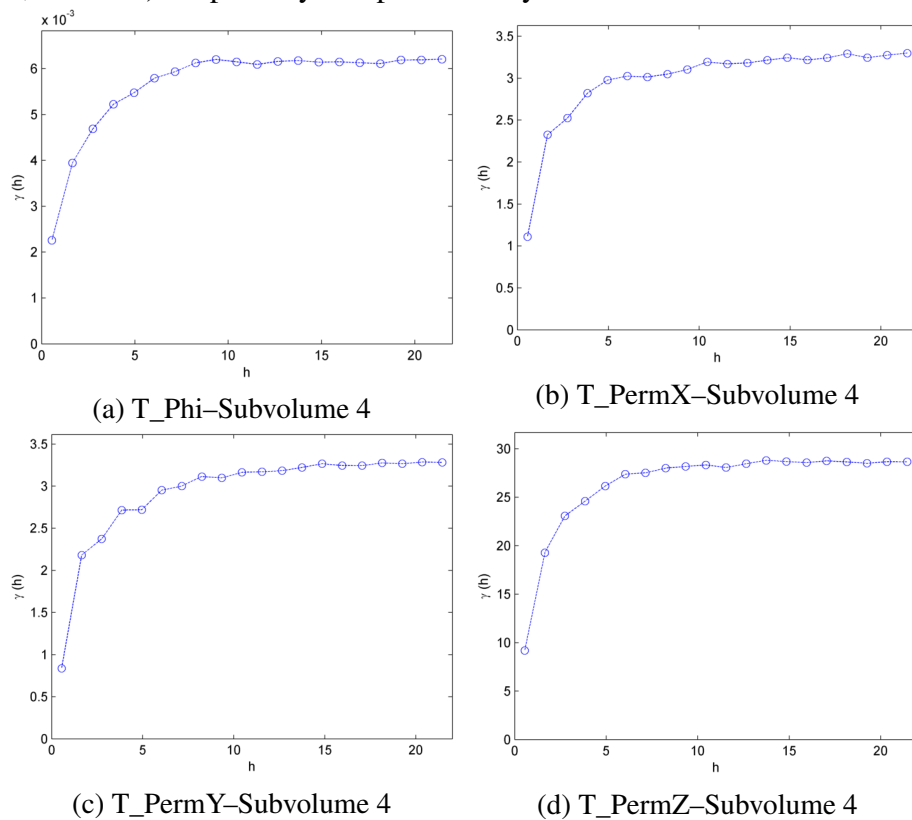 x 10⁻³
6
5
4
3
2
1
0
γ (h)
0 5 10 15 20
h
(a) T_Phi–Subvolume 4
3.5
3
2.5
2
1.5
1
0.5
0
γ (h)
0 5 10 15 20
h
(b) T_PermX–Subvolume 4
3.5
3
2.5
2
1.5
1
0.5
0
γ (h)
0 5 10 15 20
h
(c) T_PermY–Subvolume 4
30
25
20
15
10
5
0
γ (h)
0 5 10 15 20
h
(d) T_PermZ–Subvolume 4